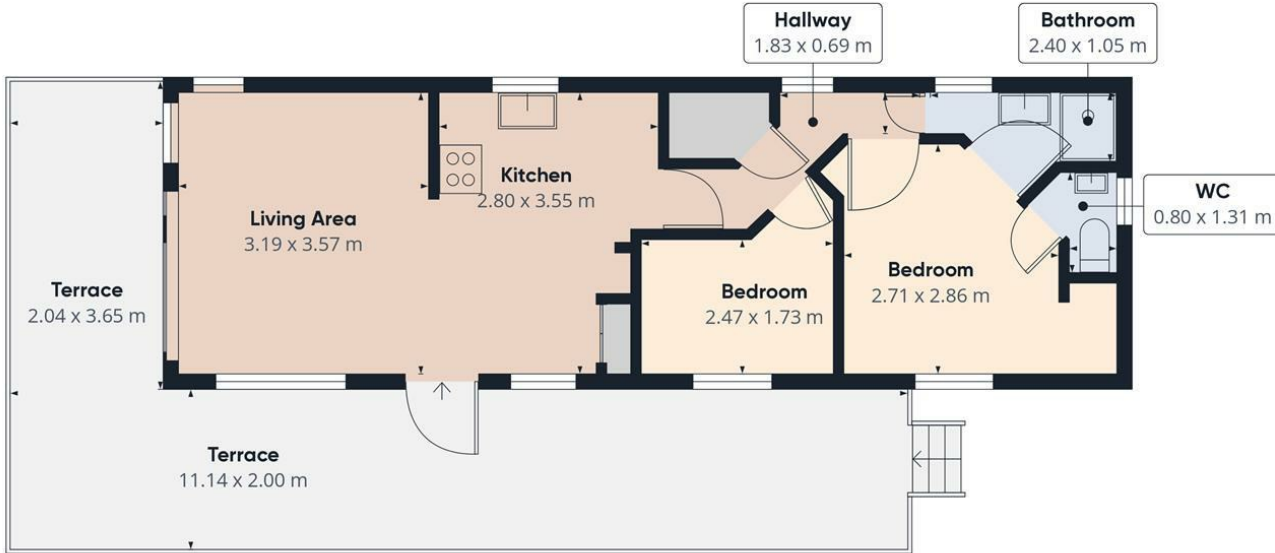 Hallway
1.83 x 0.69 m
Bathroom
2.40 x 1.05 m
Kitchen
2.80 x 3.55 m
WC
0.80 x 1.31 m
Living Area
3.19 x 3.57 m
Bedroom
2.71 x 2.86 m
Terrace
2.04 x 3.65 m
Bedroom
2.47 x 1.73 m
Terrace
11.14 x 2.00 m